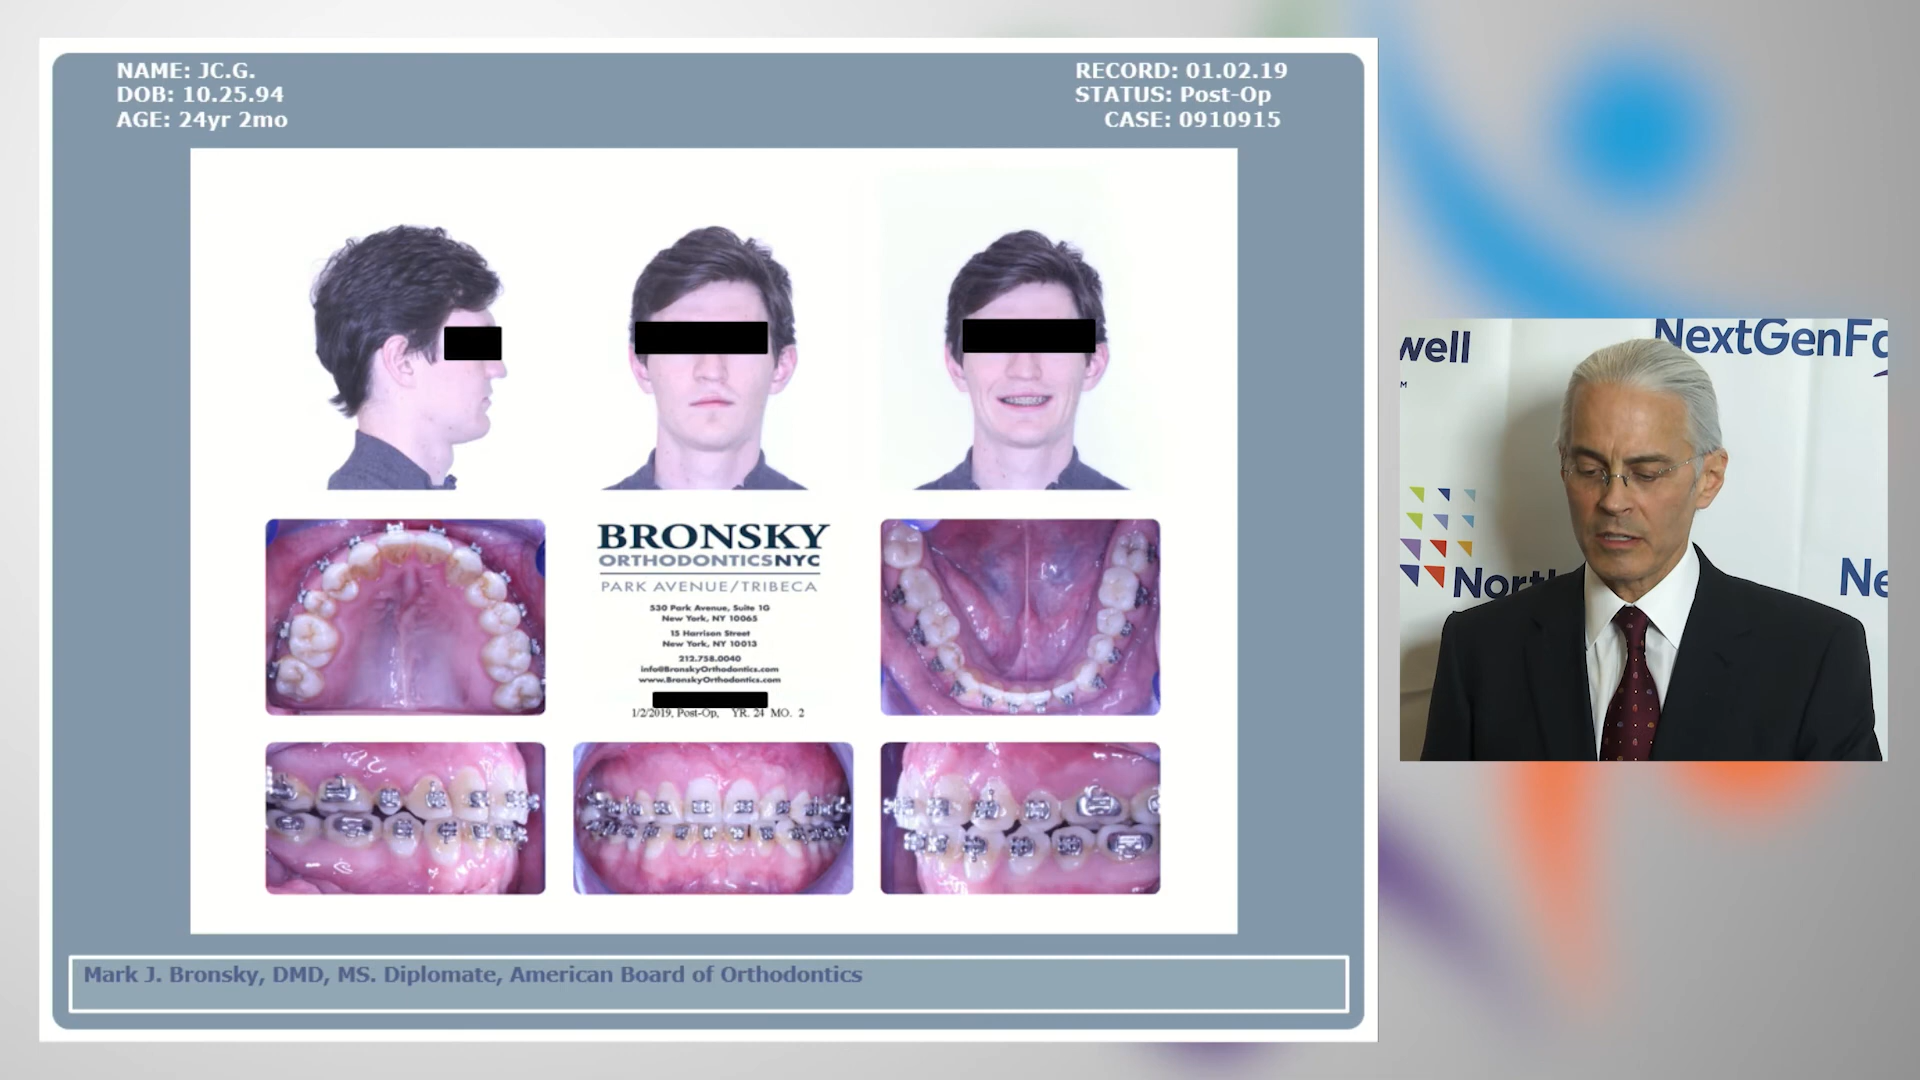 NAME: JC.G.
DOB: 10.25.94
AGE: 24yr 2mo
RECORD: 01.02.19
STATUS: Post-Op
CASE: 0910915
BRONSKY
ORTHODONTICSNYC
PARK AVENUE/TRIBECA
530 Park Avenue, Suite 1G
New York, NY 10065
15 Harrison Street
New York, NY 10013
212.758.0040
info@BronskyOrthodontics.com
www.BronskyOrthodontics.com
1/2/2019, Post-Op, YR. 24 MO. 2
Mark J. Bronsky, DMD, MS. Diplomate, American Board of Orthodontics
well
NextGenFa
Nort
Ne